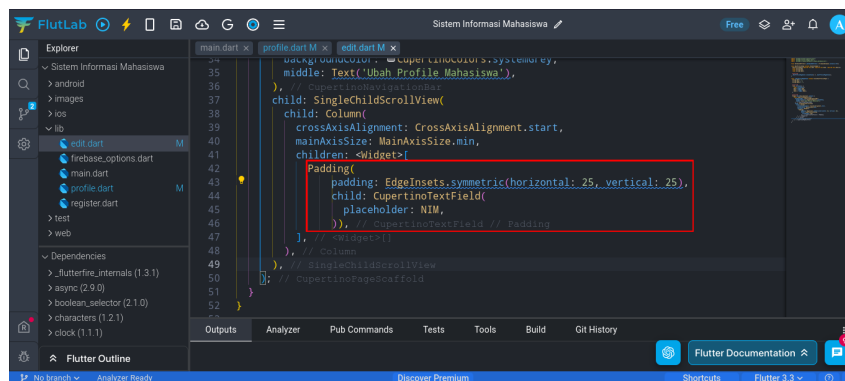 FlutLab
Sistem Informasi Mahasiswa
Free
A
Explorer
Sistem Informasi Mahasiswa
android
images
ios
lib
edit.dart M
firebase_options.dart
main.dart
profile.dart M
register.dart
test
web
Dependencies
_flutterfire_internals (1.3.1)
async (2.9.0)
boolean_selector (2.1.0)
characters (1.2.1)
clock (1.1.1)
Flutter Outline
2
R
main.dart × profile.dart M × edit.dart M ×
34 backgroundColor: CupertinoColors.systemGrey,
35 middle: Text('Ubah Profile Mahasiswa'),
36 ), // CupertinoNavigationBar
37 child: SingleChildScrollView(
38 child: Column(
39 crossAxisAlignment: CrossAxisAlignment.start,
40 mainAxisSize: MainAxisSize.min,
41 children: <Widget>[
42 Padding(
43 padding: EdgeInsets.symmetric(horizontal: 25, vertical: 25),
44 child: CupertinoTextField(
45 placeholder: NIM,
46 )), // CupertinoTextField // Padding
47 ], // <Widget>[]
48 ), // Column
49 ), // SingleChildScrollView
50 ); // CupertinoPageScaffold
51 }
52 }
Outputs Analyzer Pub Commands Tests Tools Build Git History
Flutter Documentation
No branch Analyzer Ready Discover Premium Shortcuts Flutter 3.3